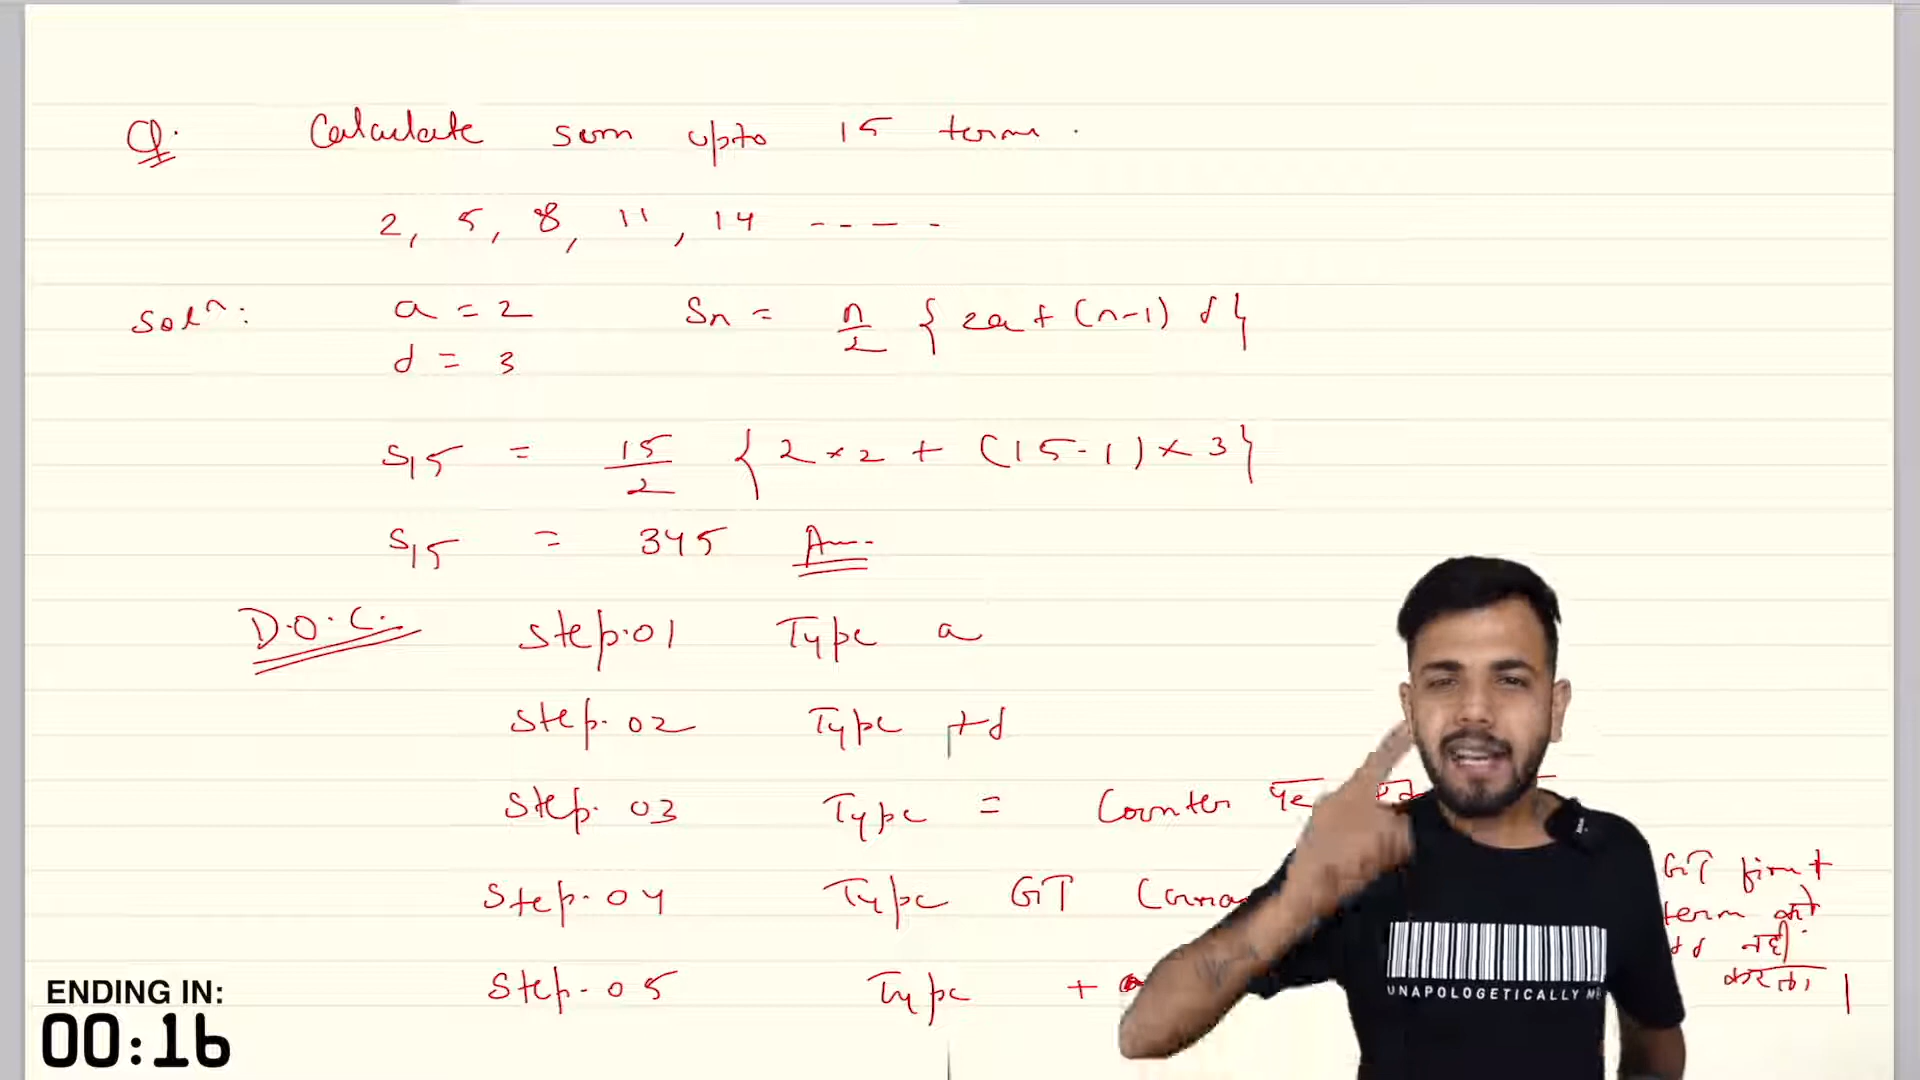 Q. Calculate sum upto 15 term.
2, 5, 8, 11, 14 -----
Solⁿ: a = 2 Sn = n/2 {2a + (n-1) d}
d = 3
S15 = 15/2 {2 × 2 + (15-1) × 3}
S15 = 345 Ans.
D.O.C. Step.01 Type a
Step. 02 Type +d
Step. 03 Type = Counter
Step. 04 Type GT
GT first
term को
नहीं
करता।
Step. 05 Type +
UNAPOLOGETICALLY ME
ENDING IN:
00:16